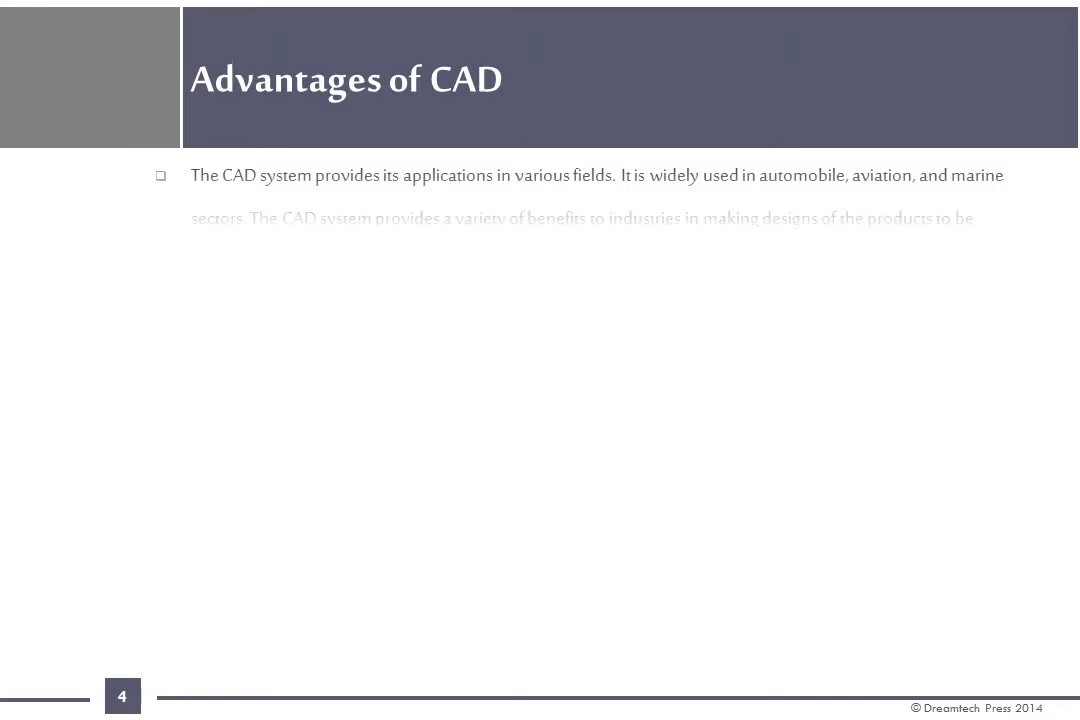 Advantages of CAD
❑ The CAD system provides its applications in various fields. It is widely used in automobile, aviation, and marine
sectors. The CAD system provides a variety of benefits to industries in making designs of the products to be
4
© Dreamtech Press 2014